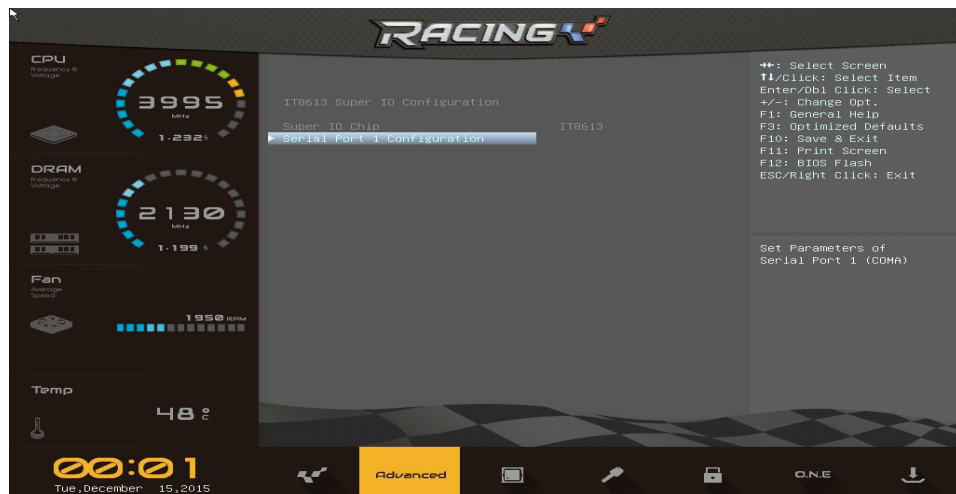 RACING
CPU
Frequency &
Voltage
3995
MHz
1.232 v
DRAM
Frequency &
Voltage
2130
MHz
1.199 v
Fan
Average
Speed
1950 RPM
Temp
48 °C
00:01
Tue,December 15,2015
IT8613 Super IO Configuration
Super IO Chip IT8613
Serial Port 1 Configuration
→←: Select Screen
↑↓/Click: Select Item
Enter/Dbl Click: Select
+/-: Change Opt.
F1: General Help
F3: Optimized Defaults
F10: Save & Exit
F11: Print Screen
F12: BIOS Flash
ESC/Right Click: Exit
Set Parameters of
Serial Port 1 (COMA)
Advanced
O.N.E